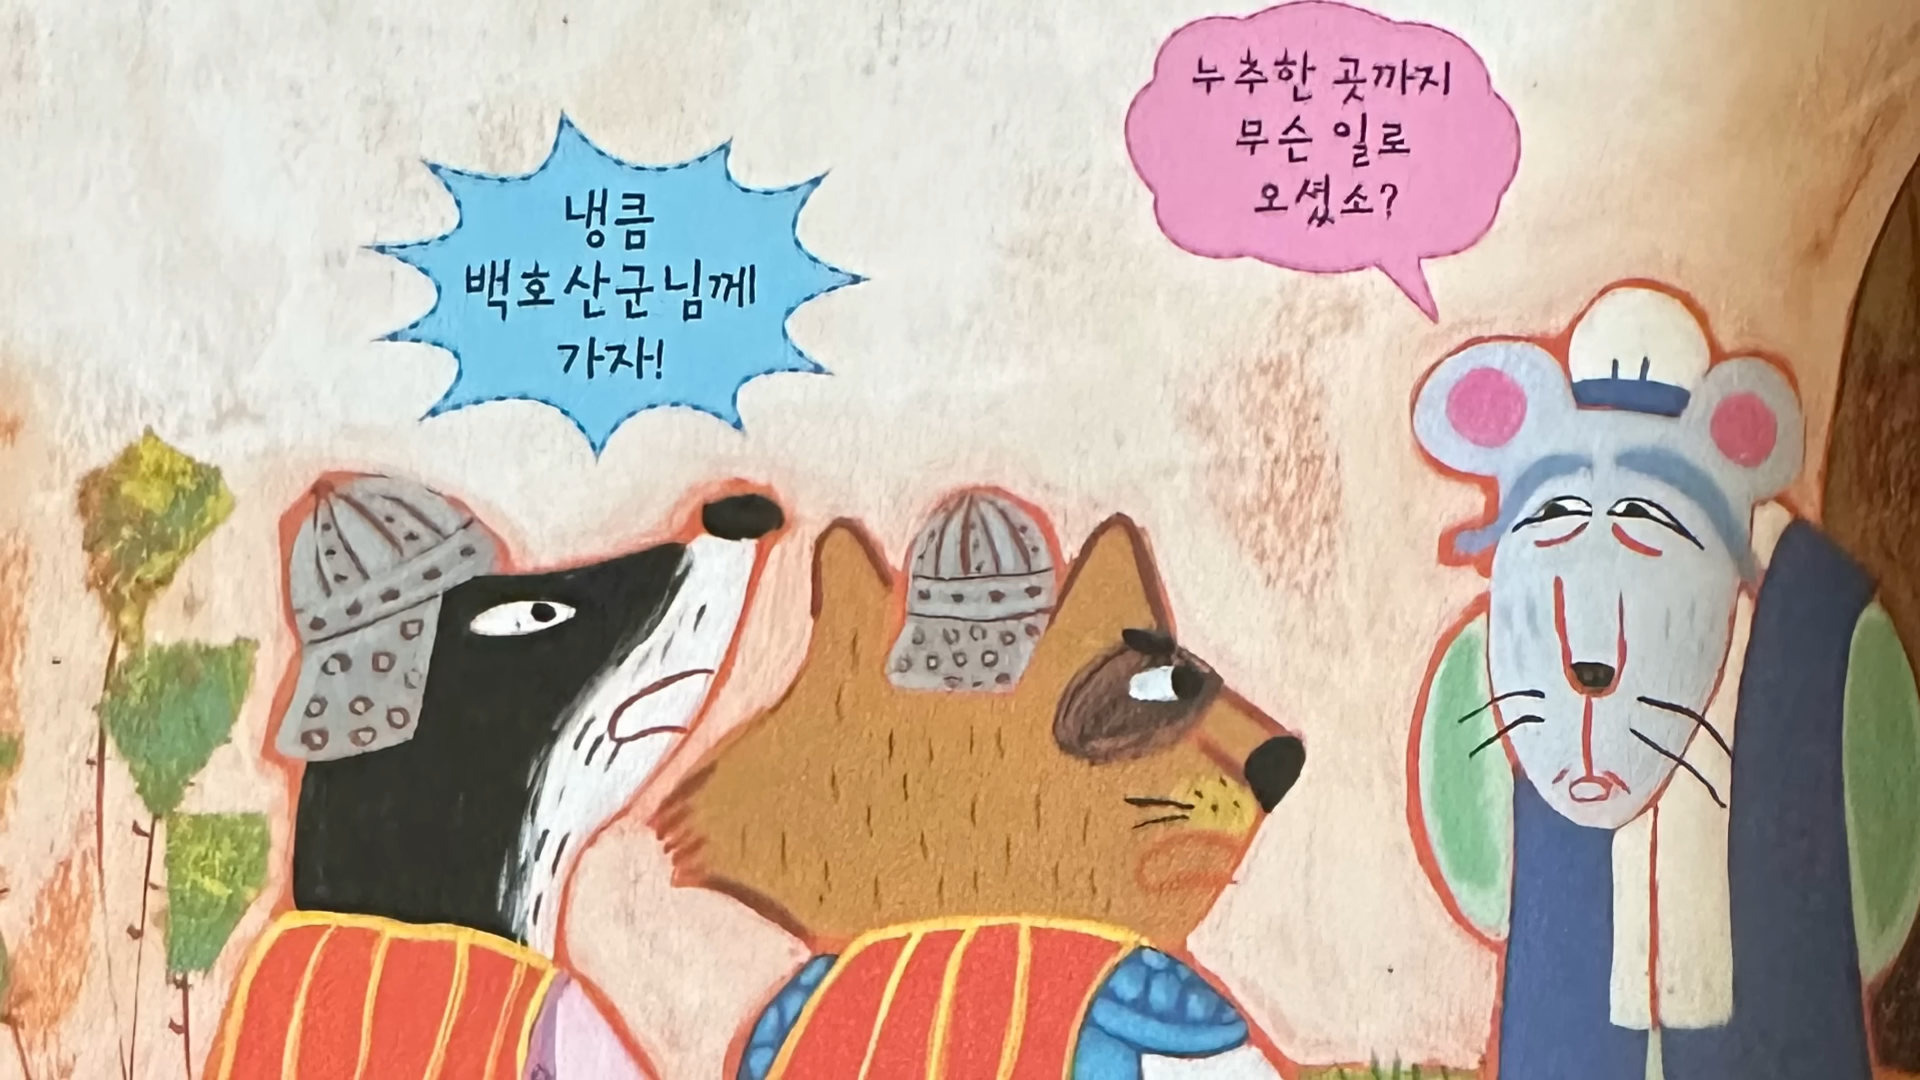 냉큼
백호산군님께
가자!
누추한 곳까지
무슨 일로
오셨소?